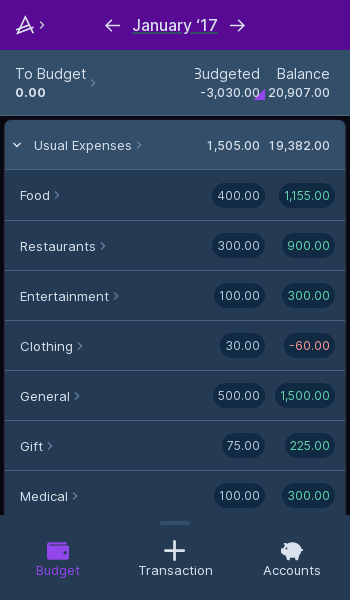 January ‘17
To Budget Budgeted Balance
0.00 -3,030.00 20,907.00
Usual Expenses 1,505.00 19,382.00
Food 400.00 1,155.00
Restaurants 300.00 900.00
Entertainment 100.00 300.00
Clothing 30.00 -60.00
General 500.00 1,500.00
Gift 75.00 225.00
Medical 100.00 300.00
Budget Transaction Accounts